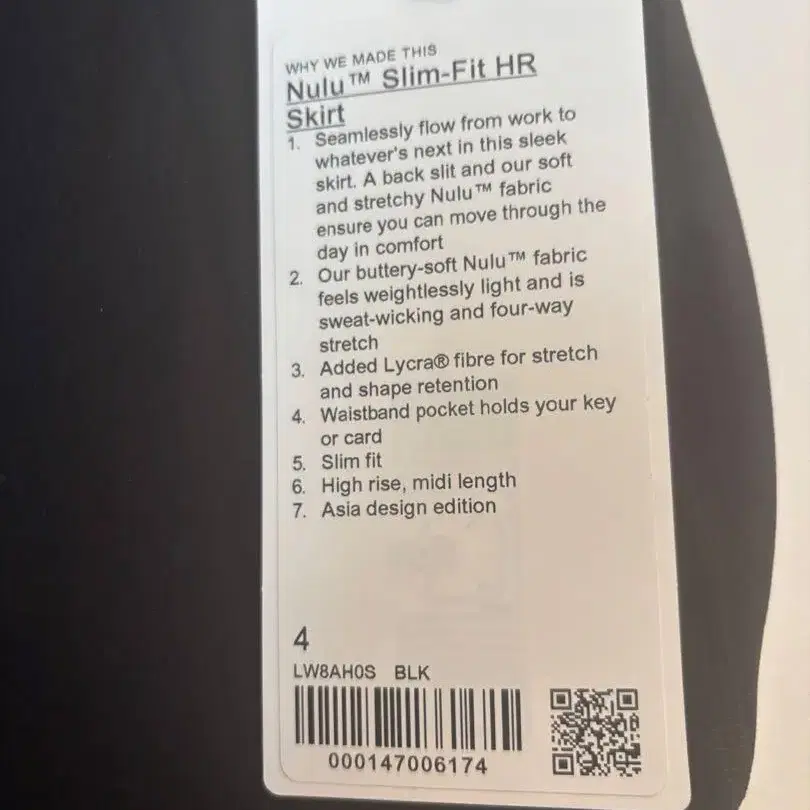 WHY WE MADE THIS
Nulu™ Slim-Fit HR
Skirt
1. Seamlessly flow from work to
whatever's next in this sleek
skirt. A back slit and our soft
and stretchy Nulu™ fabric
ensure you can move through the
day in comfort
2. Our buttery-soft Nulu™ fabric
feels weightlessly light and is
sweat-wicking and four-way
stretch
3. Added Lycra® fibre for stretch
and shape retention
4. Waistband pocket holds your key
or card
5. Slim fit
6. High rise, midi length
7. Asia design edition
4
LW8AH0S BLK
000147006174